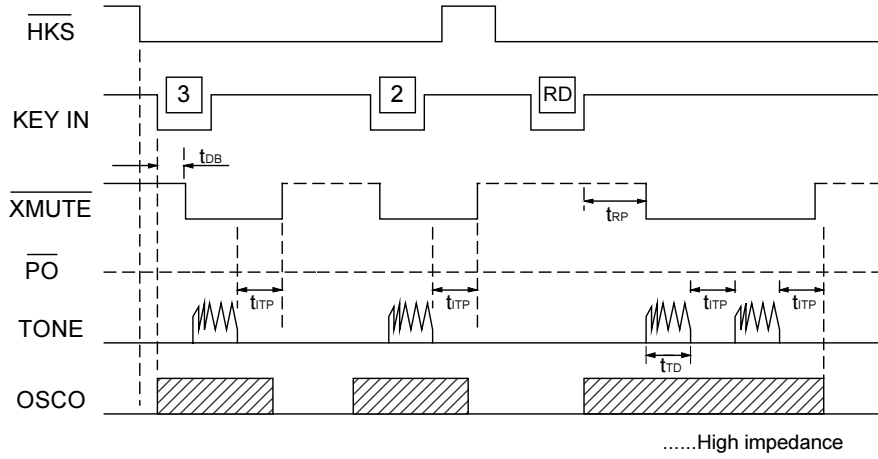 HKS
3 2 RD
KEY IN
tDB
XMUTE
tRP
PO
tITP tITP tITP tITP
TONE
tTD
OSCO
......High impedance